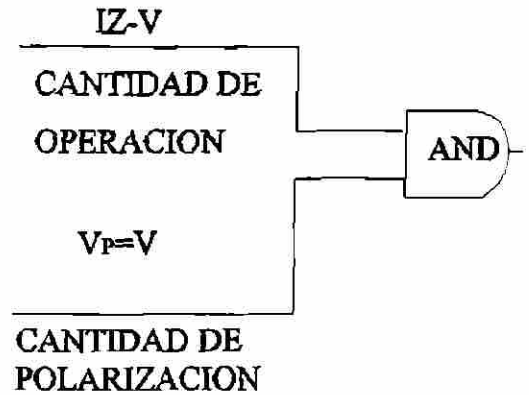 IZ-V
CANTIDAD DE
OPERACION
AND
VP=V
CANTIDAD DE
POLARIZACION